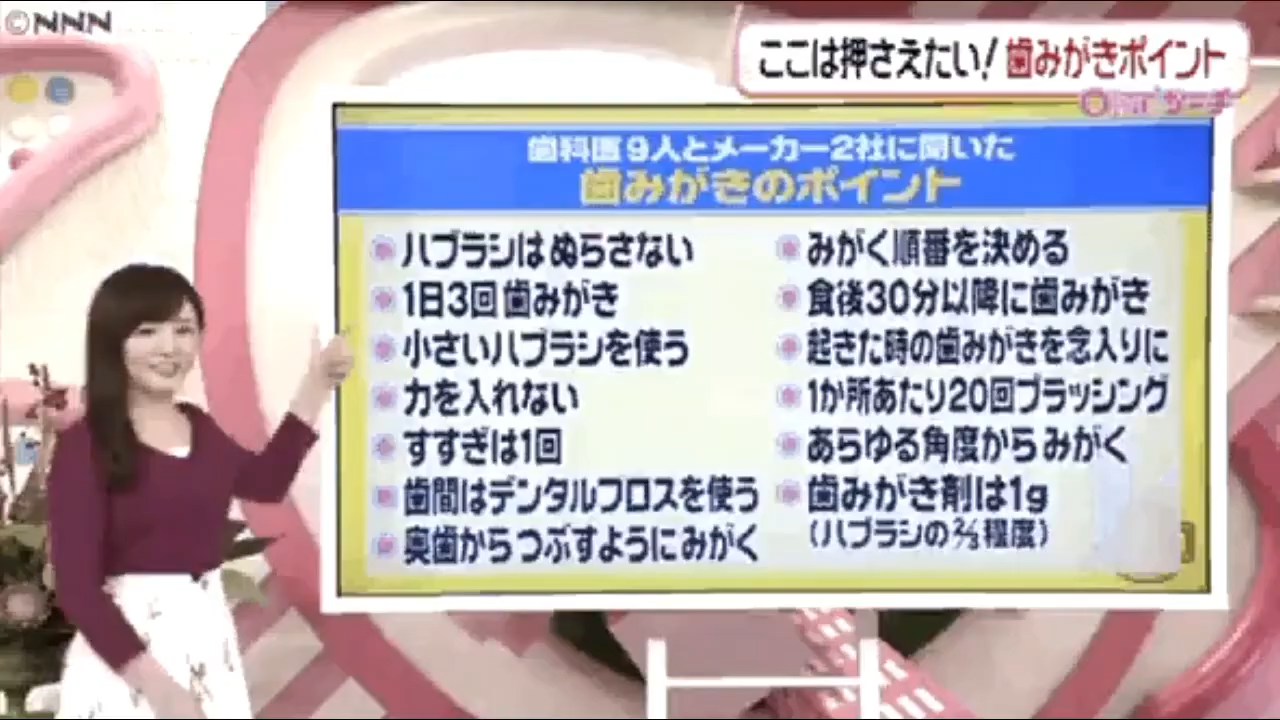 ©NNN
ここは押さえたい!歯みがきポイント
サーチ
歯科医9人とメーカー2社に聞いた
歯みがきのポイント
ハブラシはぬらさない
1日3回歯みがき
小さいハブラシを使う
力を入れない
すすぎは1回
歯間はデンタルフロスを使う
奥歯からつぶすようにみがく
みがく順番を決める
食後30分以降に歯みがき
起きた時の歯みがきを念入りに
1か所あたり20回ブラッシング
あらゆる角度からみがく
歯みがき剤は1g
(ハブラシの⅔程度)